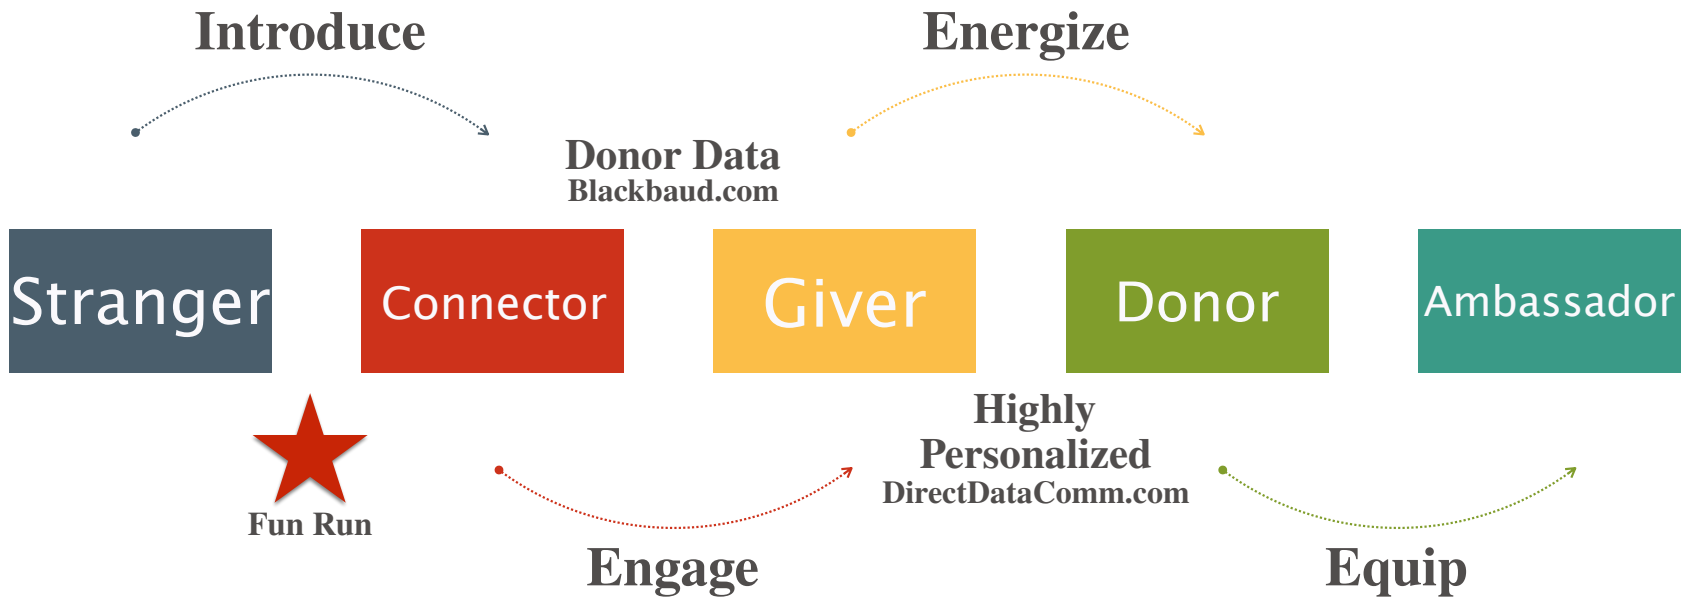 Introduce
Energize
Donor Data
Blackbaud.com
Stranger
Connector
Giver
Donor
Ambassador
Highly
Personalized
DirectDataComm.com
Fun Run
Engage
Equip